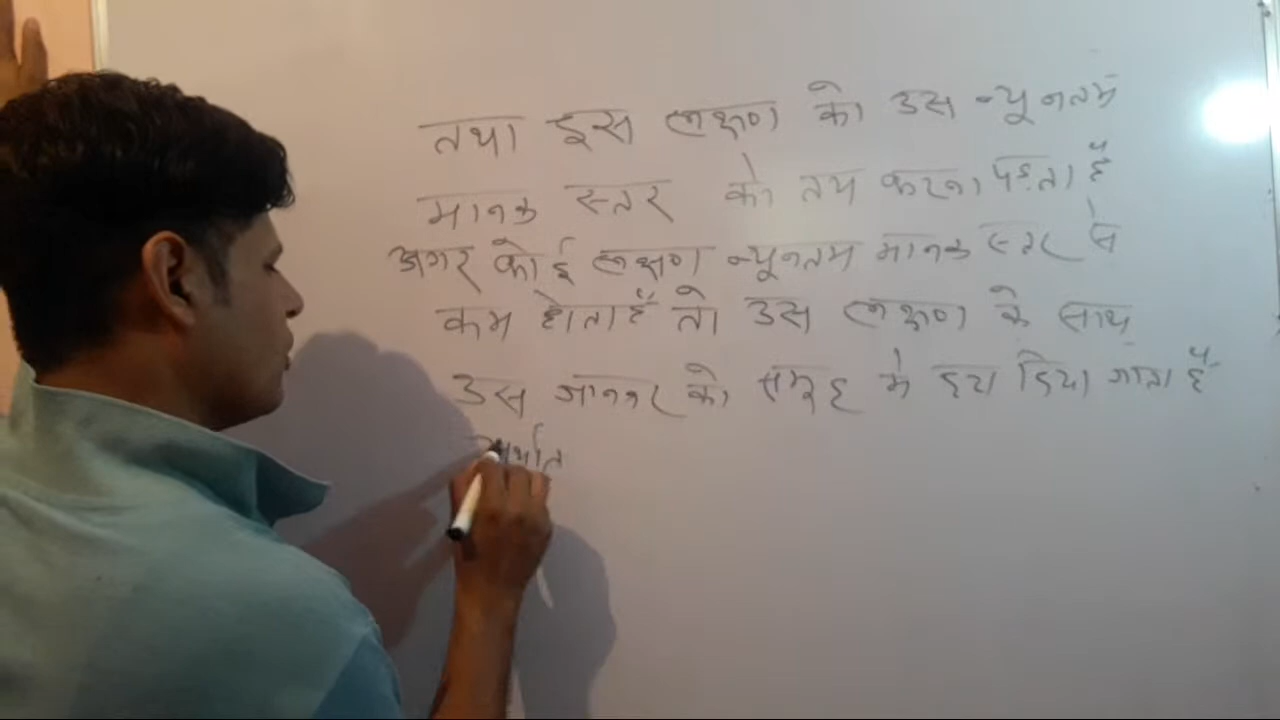 तथा इस लक्षण को उस न्यूनतम
मानक स्तर को तय करना पड़ता है
अगर कोई लक्षण न्यूनतम मानक स्तर से
कम होता है तो उस लक्षण के साथ
उस जानवर को समूह मे हटा दिया जाता है
अर्थात